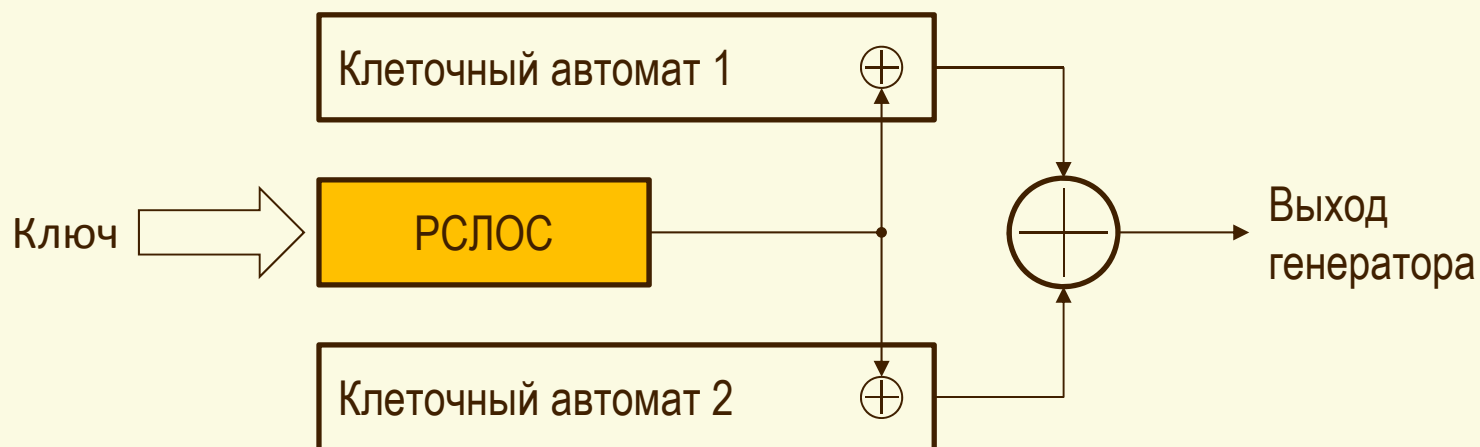 Клеточный автомат 1
Ключ
РСЛОС
Выход
генератора
Клеточный автомат 2